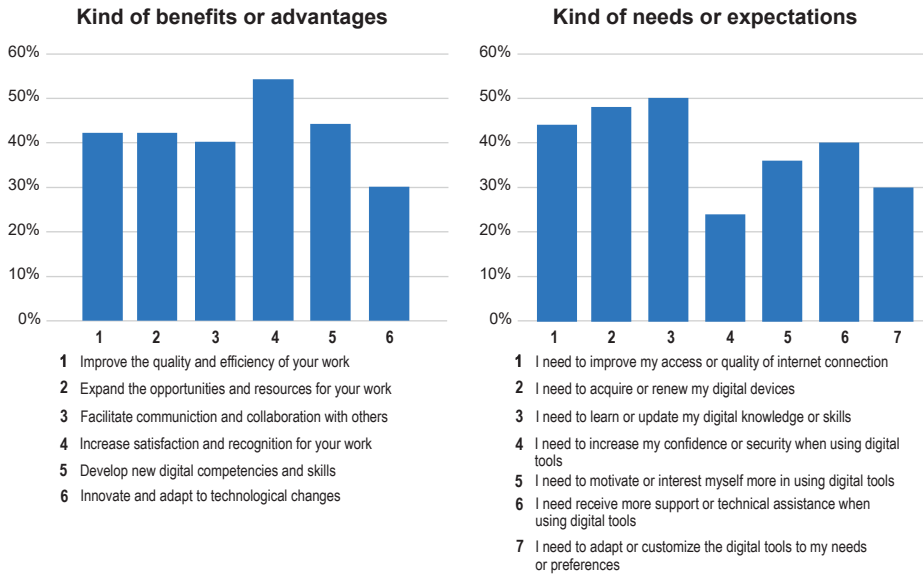 Kind of benefits or advantages
60%
50%
40%
30%
20%
10%
0%
1 2 3 4 5 6
1 Improve the quality and efficiency of your work
2 Expand the opportunities and resources for your work
3 Facilitate communiction and collaboration with others
4 Increase satisfaction and recognition for your work
5 Develop new digital competencies and skills
6 Innovate and adapt to technological changes
Kind of needs or expectations
60%
50%
40%
30%
20%
10%
0%
1 2 3 4 5 6 7
1 I need to improve my access or quality of internet connection
2 I need to acquire or renew my digital devices
3 I need to learn or update my digital knowledge or skills
4 I need to increase my confidence or security when using digital
tools
5 I need to motivate or interest myself more in using digital tools
6 I need receive more support or technical assistance when
using digital tools
7 I need to adapt or customize the digital tools to my needs
or preferences